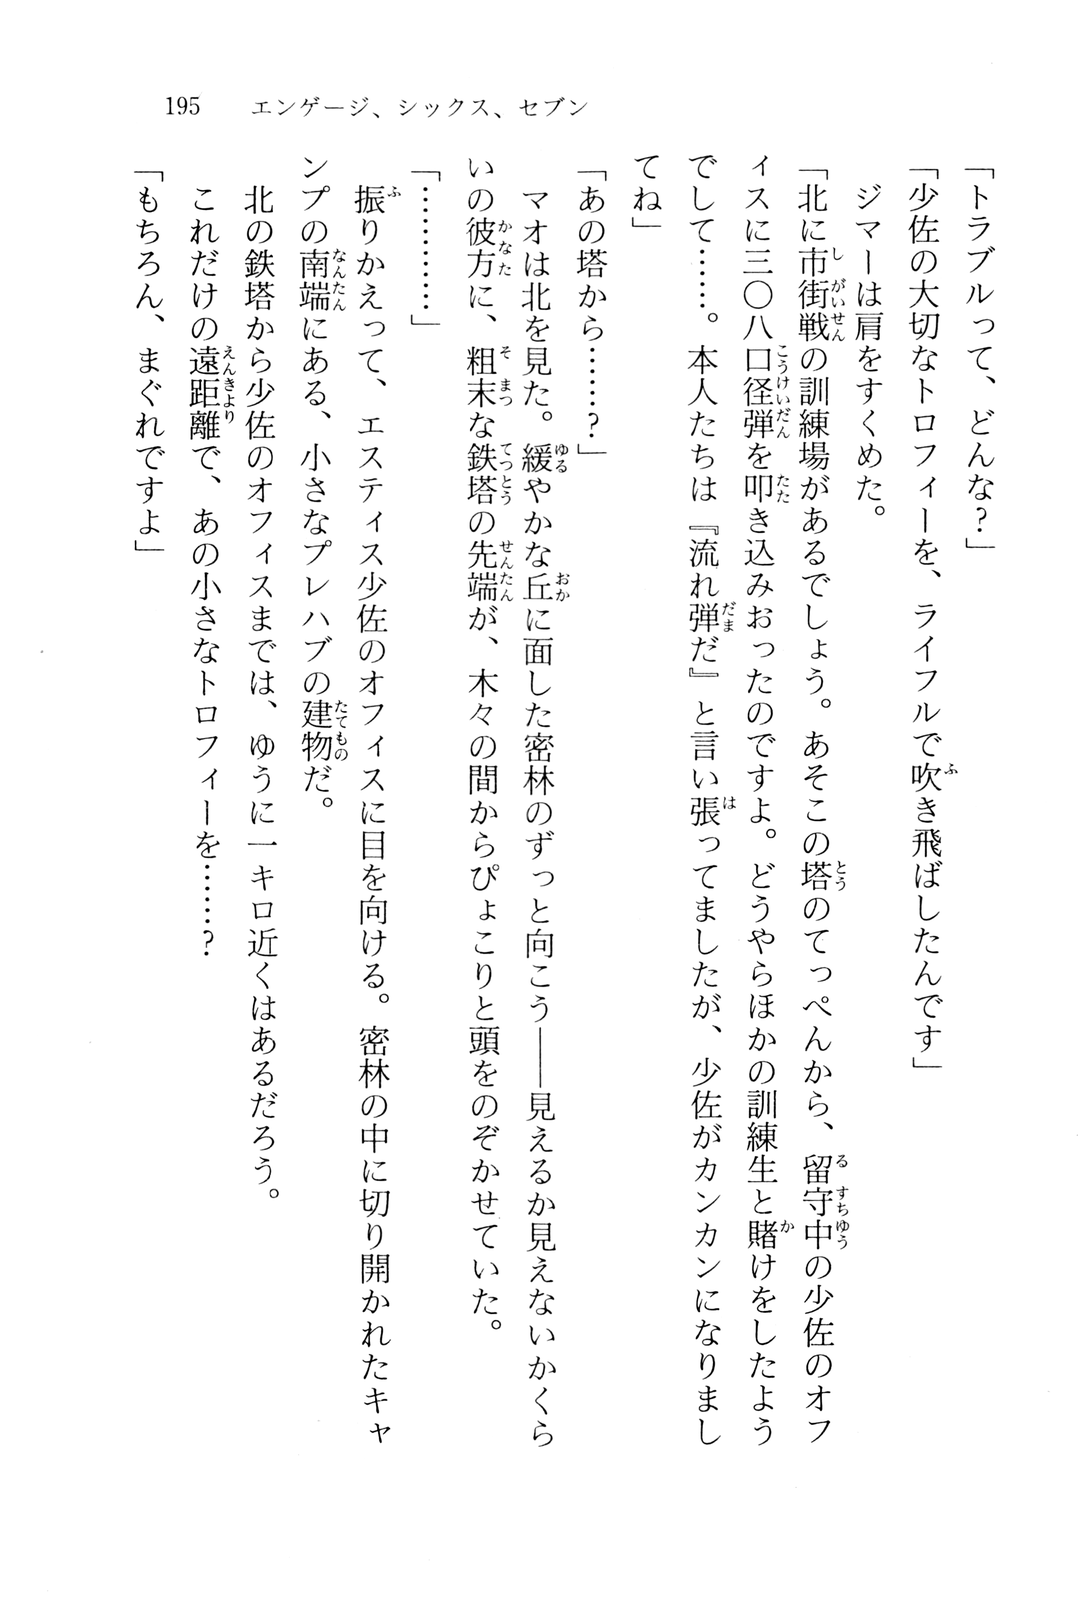 195　エンゲージ、シックス、セブン
「トラブルって、どんな？」
「少佐の大切なトロフィーを、ライフルで吹き飛ばしたんです」
　ジマーは肩をすくめた。
「北に市街戦の訓練場があるでしょう。あそこの塔のてっぺんから、留守中の少佐のオフ
ィスに三〇八口径弾を叩き込みおったのですよ。どうやらほかの訓練生と賭けをしたよう
でして……。本人たちは『流れ弾だ』と言い張ってましたが、少佐がカンカンになりまし
てね」
「あの塔から……？」
　マオは北を見た。緩やかな丘に面した密林のずっと向こう――見えるか見えないかくら
いの彼方に、粗末な鉄塔の先端が、木々の間からぴょこりと頭をのぞかせていた。
「…………」
　振りかえって、エスティス少佐のオフィスに目を向ける。密林の中に切り開かれたキャ
ンプの南端にある、小さなプレハブの建物だ。
　北の鉄塔から少佐のオフィスまでは、ゆうに一キロ近くはあるだろう。
　これだけの遠距離で、あの小さなトロフィーを……？
「もちろん、まぐれですよ」